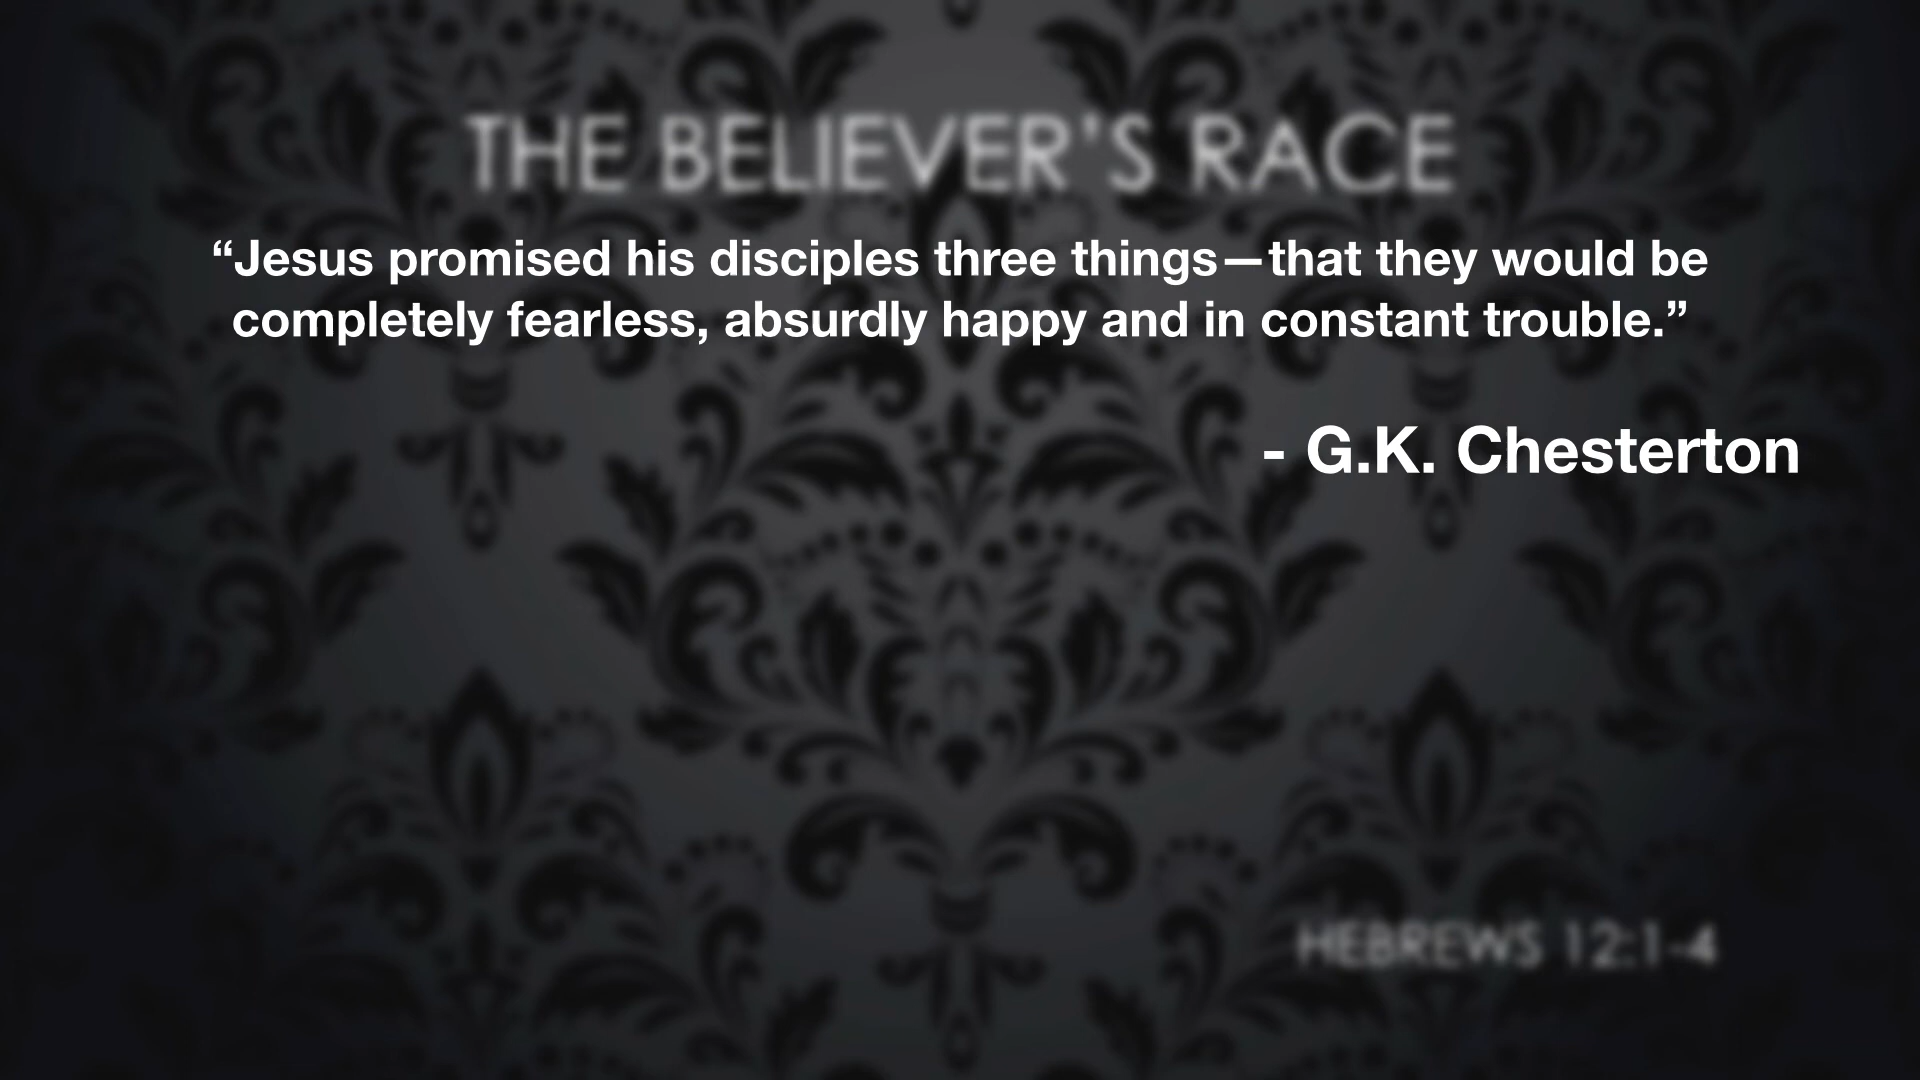 THE BELIEVER’S RACE
“Jesus promised his disciples three things—that they would be
completely fearless, absurdly happy and in constant trouble.”
- G.K. Chesterton
HEBREWS 12:1-4